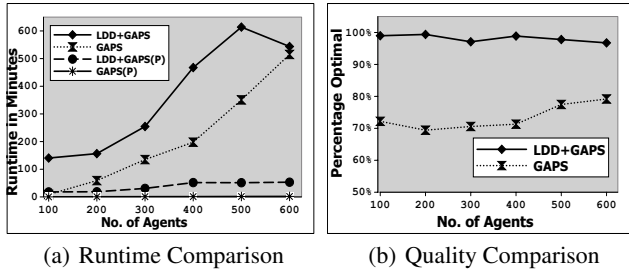 (a)
LDD+GAPS
GAPS
LDD+GAPS(P)
GAPS(P)
Runtime in Minutes
600
500
400
300
200
100
0
100 200 300 400 500 600
No. of Agents
(b)
Percentage Optimal
100%
90%
80%
70%
60%
50%
LDD+GAPS
GAPS
100 200 300 400 500 600
No. of Agents
(a) Runtime Comparison
(b) Quality Comparison